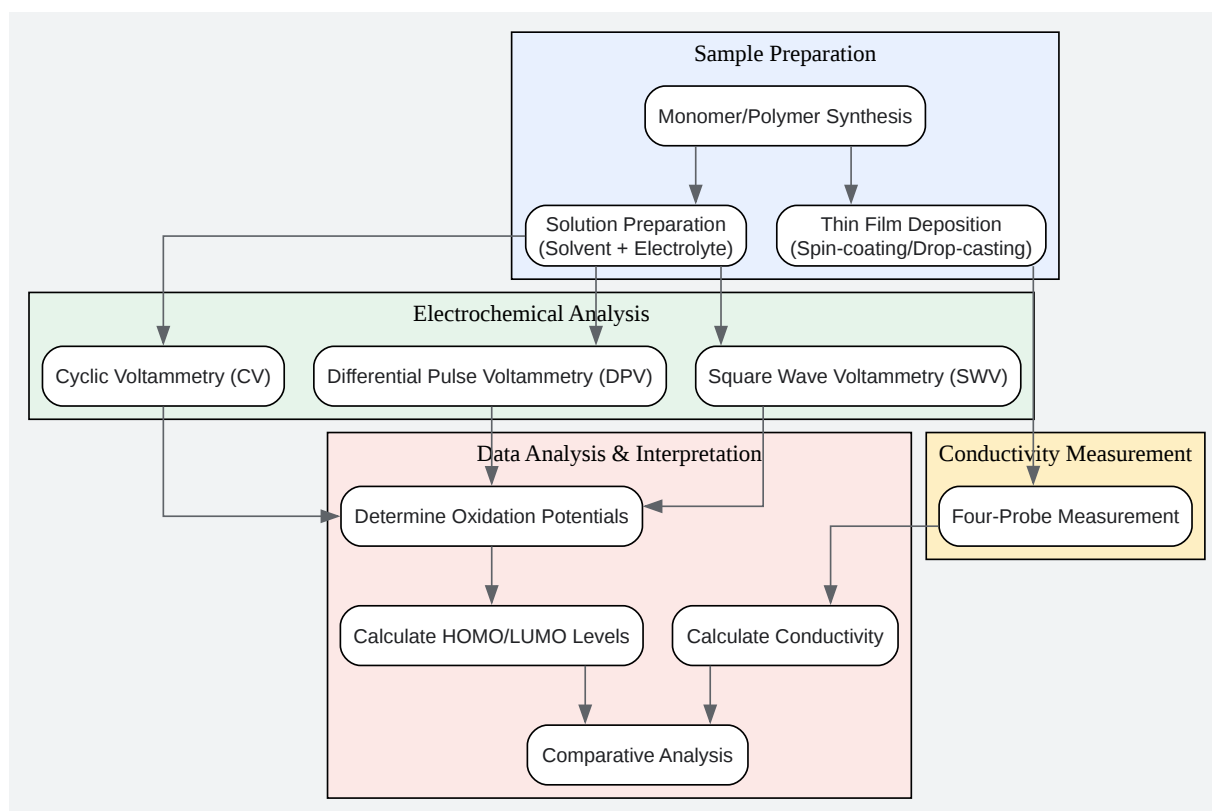 Sample Preparation
Monomer/Polymer Synthesis
Solution Preparation
(Solvent + Electrolyte)
Thin Film Deposition
(Spin-coating/Drop-casting)
Electrochemical Analysis
Cyclic Voltammetry (CV)
Differential Pulse Voltammetry (DPV)
Square Wave Voltammetry (SWV)
Data Analysis & Interpretation
Conductivity Measurement
Determine Oxidation Potentials
Four-Probe Measurement
Calculate HOMO/LUMO Levels
Calculate Conductivity
Comparative Analysis